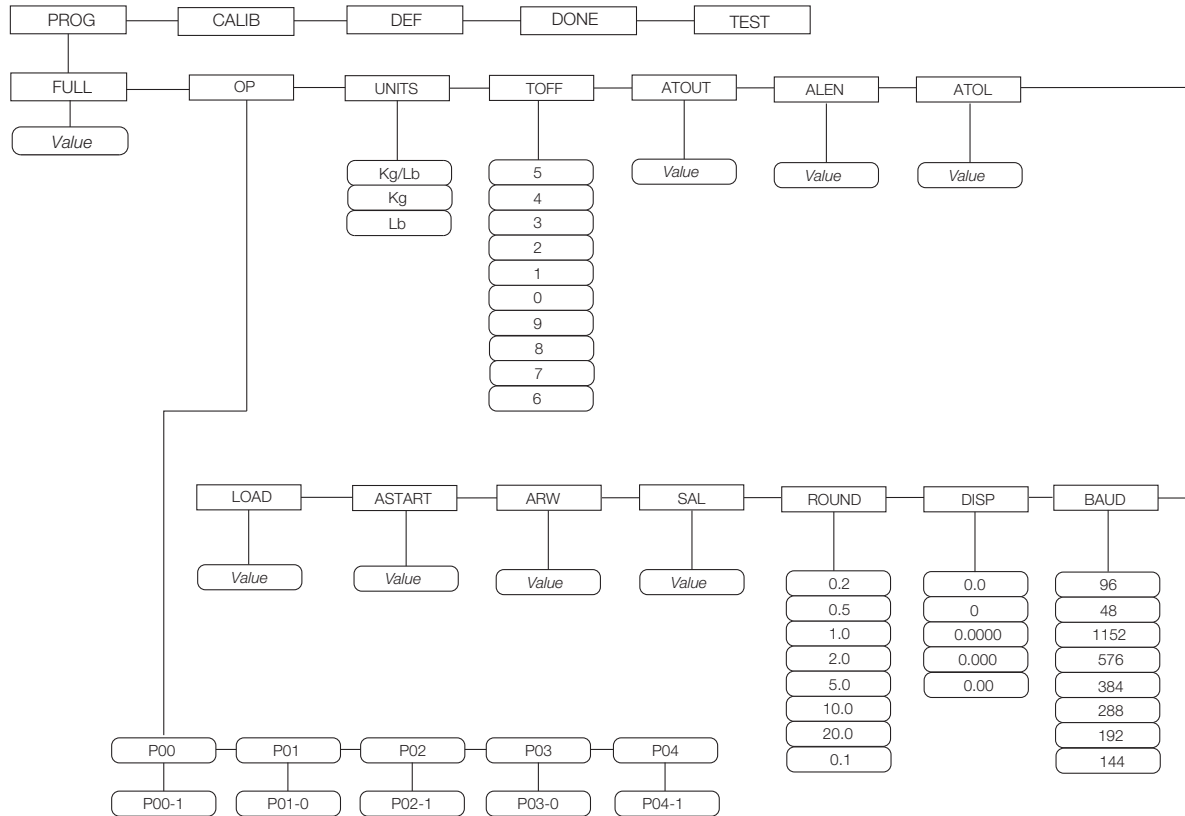 PROG CALIB DEF DONE TEST
FULL OP UNITS TOFF ATOUT ALEN ATOL
Value
Kg/Lb 5 Value Value Value
Kg 4
Lb 3
2
1
0
9
8
7
6
LOAD ASTART ARW SAL ROUND DISP BAUD
Value Value Value Value 0.2 0.0 96
0.5 0 48
1.0 0.0000 1152
2.0 0.000 576
5.0 0.00 384
10.0 288
20.0 192
0.1 144
P00 P01 P02 P03 P04
P00-1 P01-0 P02-1 P03-0 P04-1